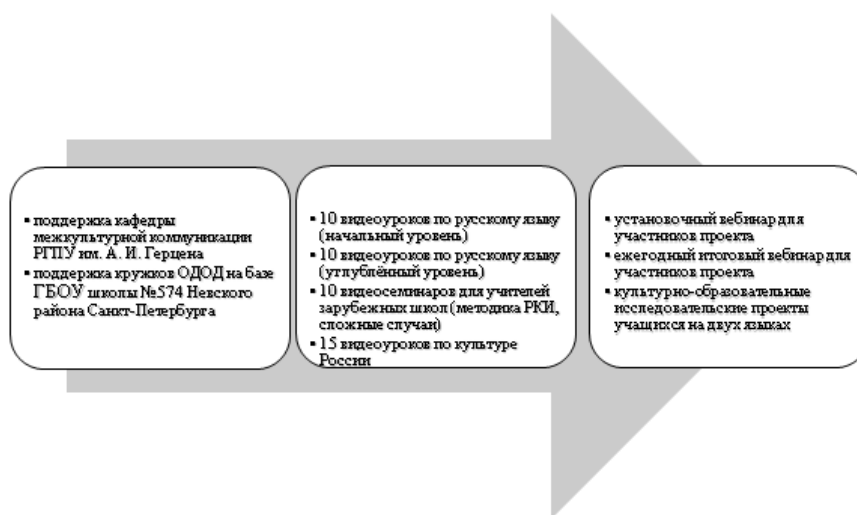 ▪ поддержка кафедры
межкультурной коммуникации
РГПУ им. А. И. Герцена
▪ поддержка кружков ОДОД на базе
ГБОУ школы №574 Невского
района Санкт-Петербурга
▪ 10 видеоуроков по русскому языку
(начальный уровень)
▪ 10 видеоуроков по русскому языку
(углублённый уровень)
▪ 10 видеосеминаров для учителей
зарубежных школ (методика РКИ,
сложные случаи)
▪ 15 видеоуроков по культуре
России
▪ установочный вебинар для
участников проекта
▪ ежегодный итоговый вебинар для
участников проекта
▪ культурно-образовательные
исследовательские проекты
учащихся на двух языках